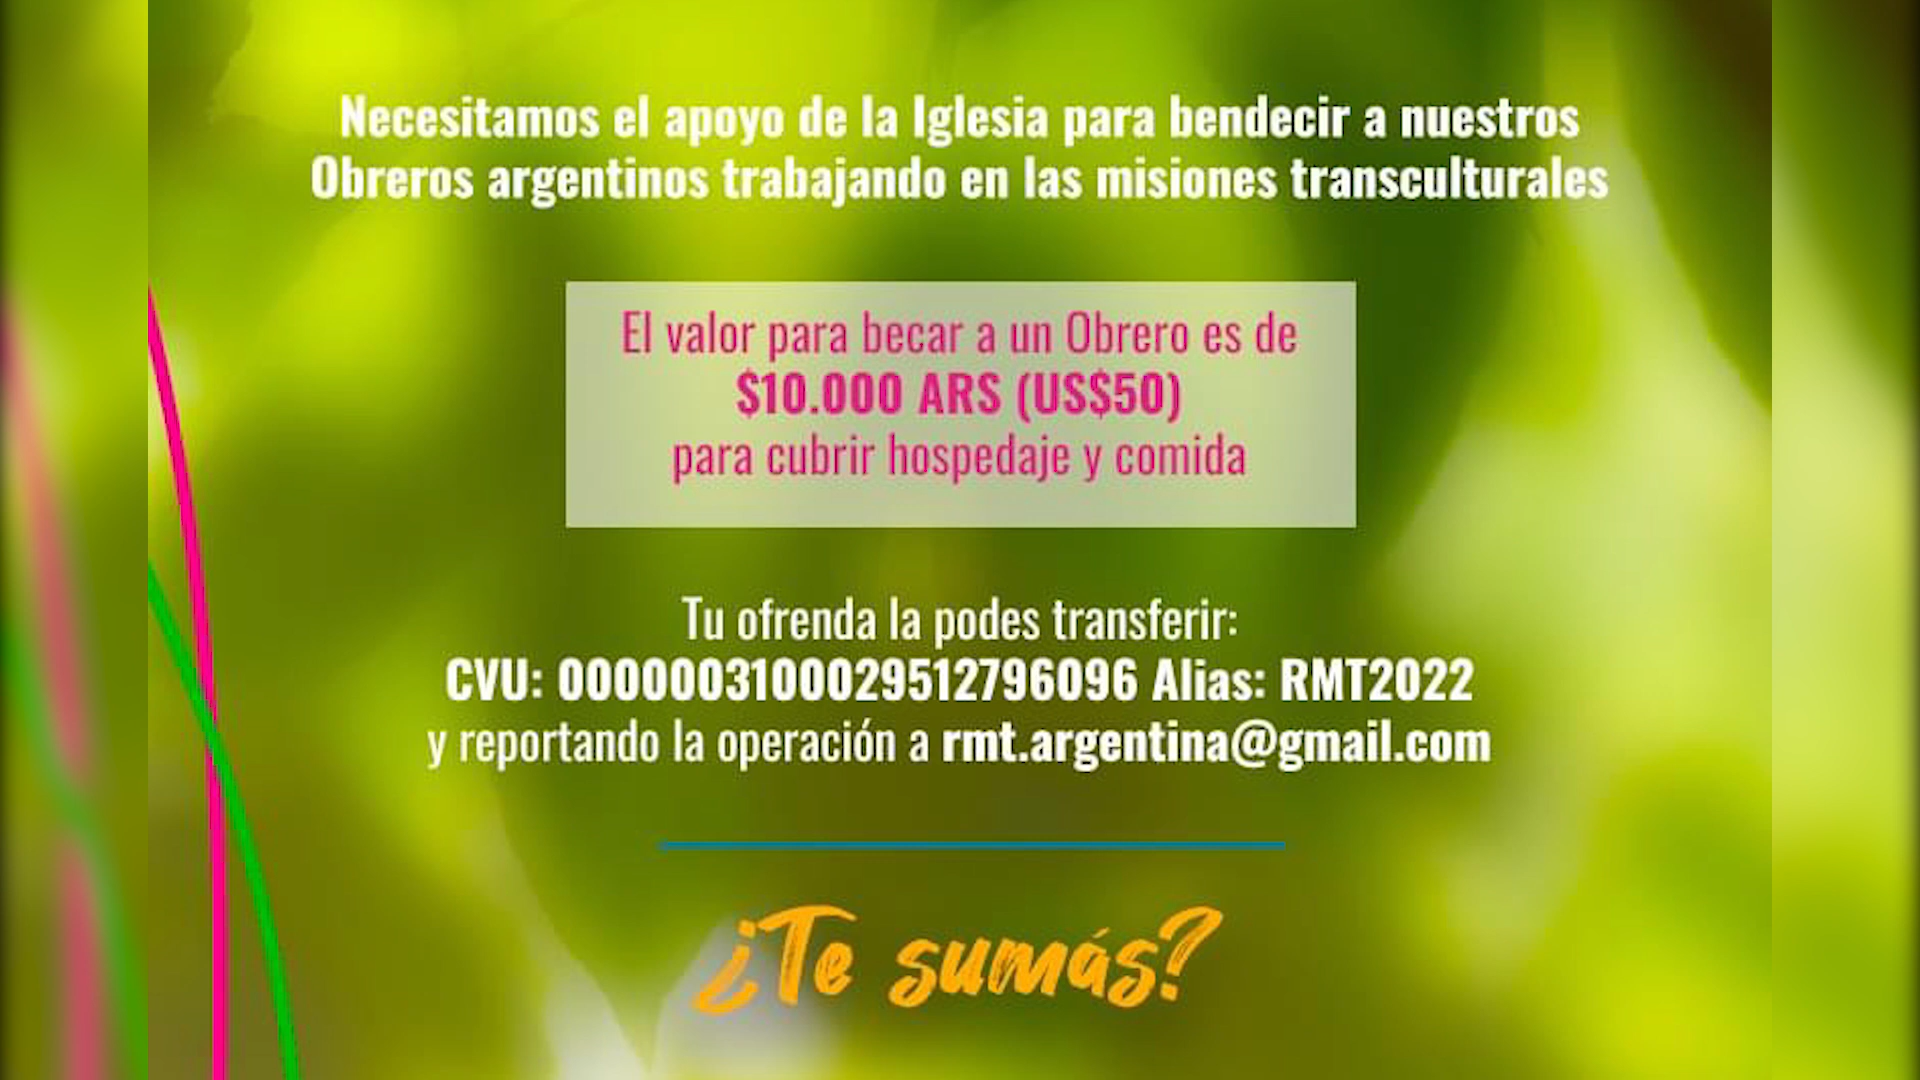 Necesitamos el apoyo de la Iglesia para bendecir a nuestros
Obreros argentinos trabajando en las misiones transculturales
El valor para becar a un Obrero es de
$10.000 ARS (US$50)
para cubrir hospedaje y comida
Tu ofrenda la podes transferir:
CVU: 0000003100029512796096 Alias: RMT2022
y reportando la operación a rmt.argentina@gmail.com
¿Te sumás?